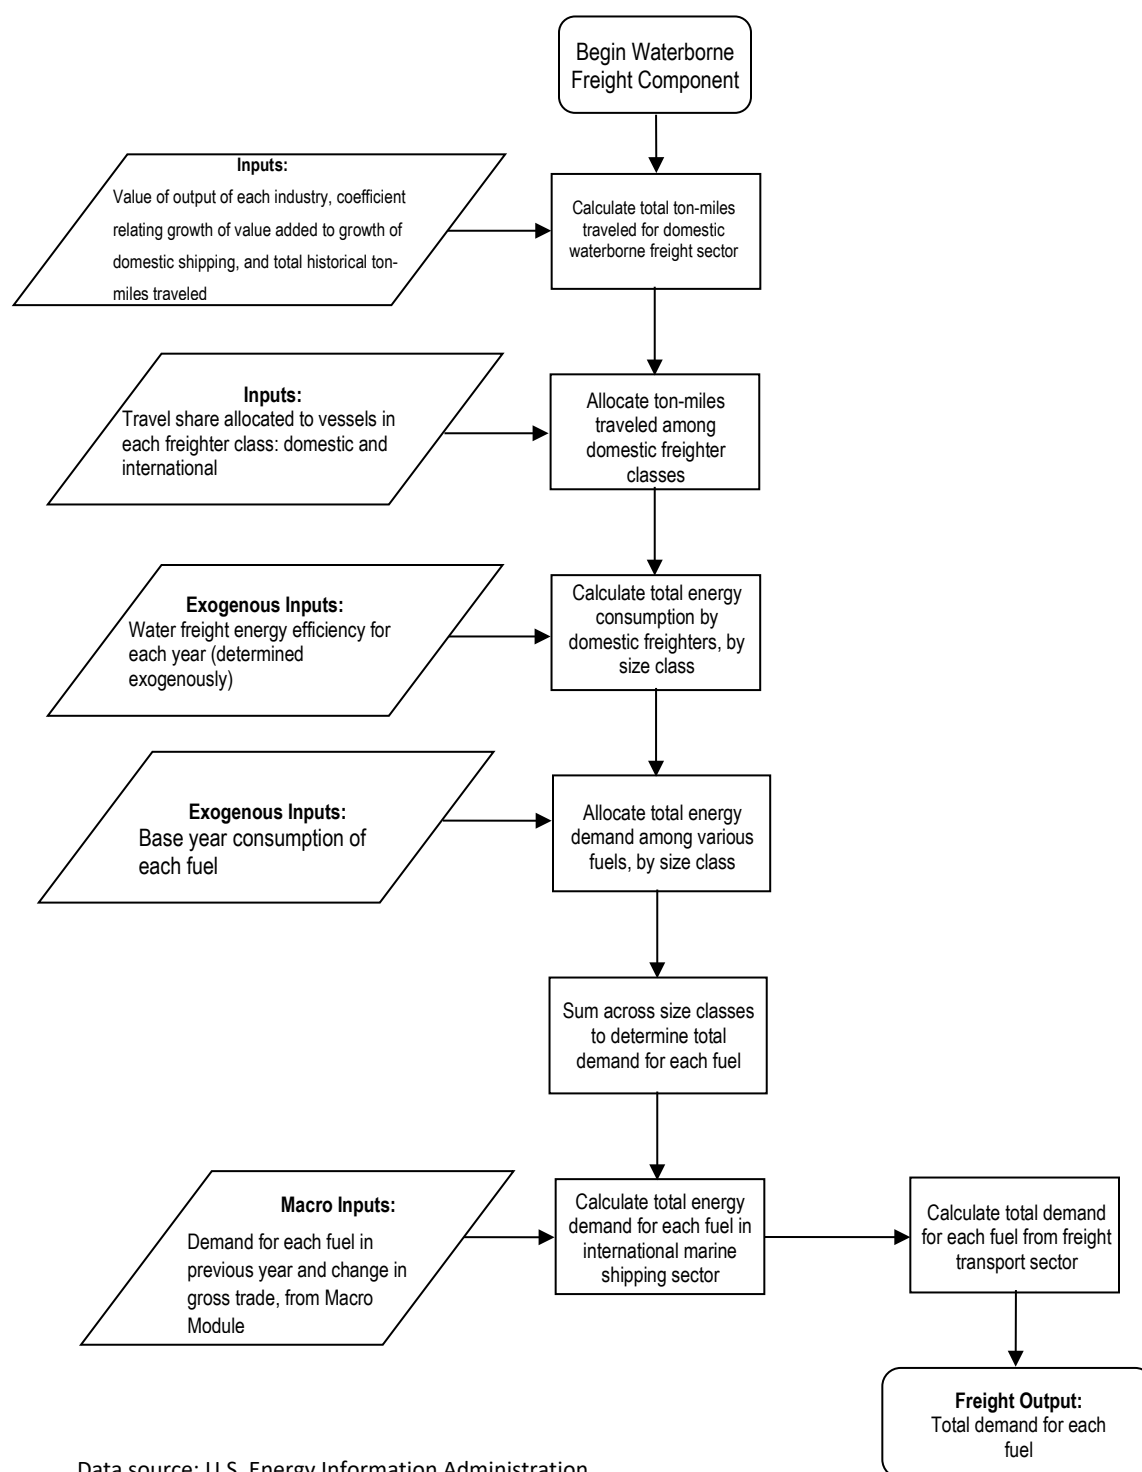 Begin Waterborne
Freight Component
Inputs:
Value of output of each industry, coefficient
relating growth of value added to growth of
domestic shipping, and total historical ton-
miles traveled
Calculate total ton-miles
traveled for domestic
waterborne freight sector
Inputs:
Travel share allocated to vessels in
each freighter class: domestic and
international
Allocate ton-miles
traveled among
domestic freighter
classes
Exogenous Inputs:
Water freight energy efficiency for
each year (determined
exogenously)
Calculate total energy
consumption by
domestic freighters, by
size class
Exogenous Inputs:
Base year consumption of
each fuel
Allocate total energy
demand among various
fuels, by size class
Sum across size classes
to determine total
demand for each fuel
Macro Inputs:
Demand for each fuel in
previous year and change in
gross trade, from Macro
Module
Calculate total energy
demand for each fuel in
international marine
shipping sector
Calculate total demand
for each fuel from freight
transport sector
Freight Output:
Total demand for each
fuel
Data source: U.S. Energy Information Administration